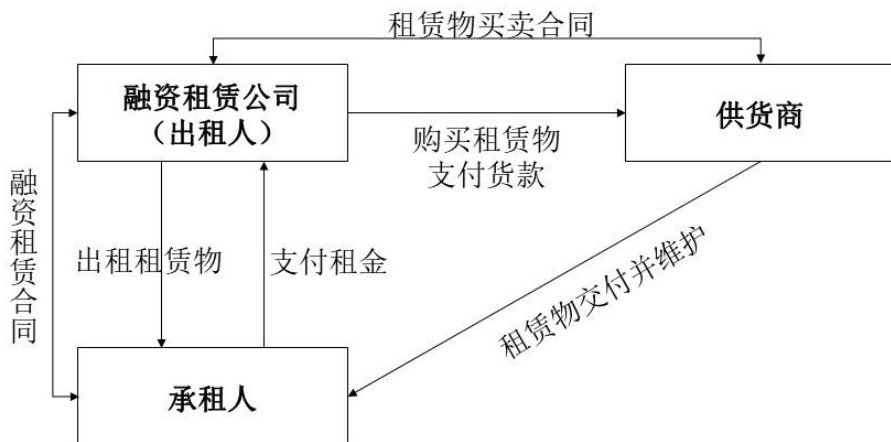 租赁物买卖合同
融资租赁公司
（出租人）
供货商
购买租赁物
支付货款
融资租赁合同
出租租赁物
支付租金
租赁物交付并维护
承租人